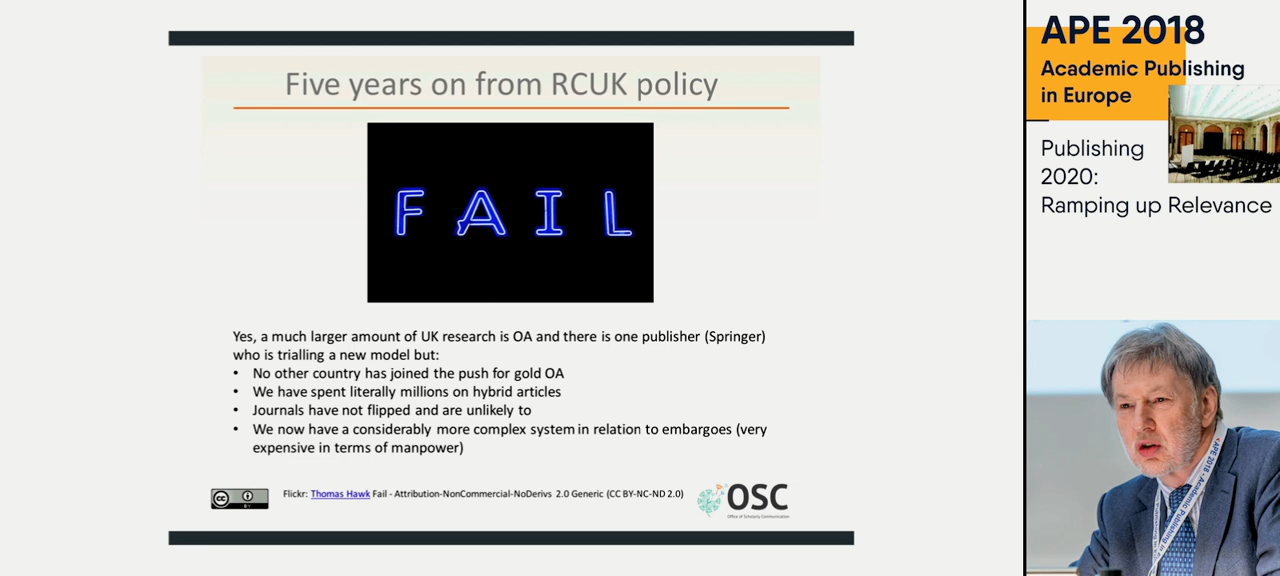 Five years on from RCUK policy
F A I L
Yes, a much larger amount of UK research is OA and there is one publisher (Springer)
who is trialling a new model but:
• No other country has joined the push for gold OA
• We have spent literally millions on hybrid articles
• Journals have not flipped and are unlikely to
• We now have a considerably more complex system in relation to embargoes (very
expensive in terms of manpower)
cc
Flickr: Thomas Hawk Fail - Attribution-NonCommercial-NoDerivs 2.0 Generic (CC BY-NC-ND 2.0)
OSC
Office of Scholarly Communication
APE 2018
Academic Publishing
in Europe
Publishing
2020:
Ramping up Relevance
APE 2018 - Academic Publishing